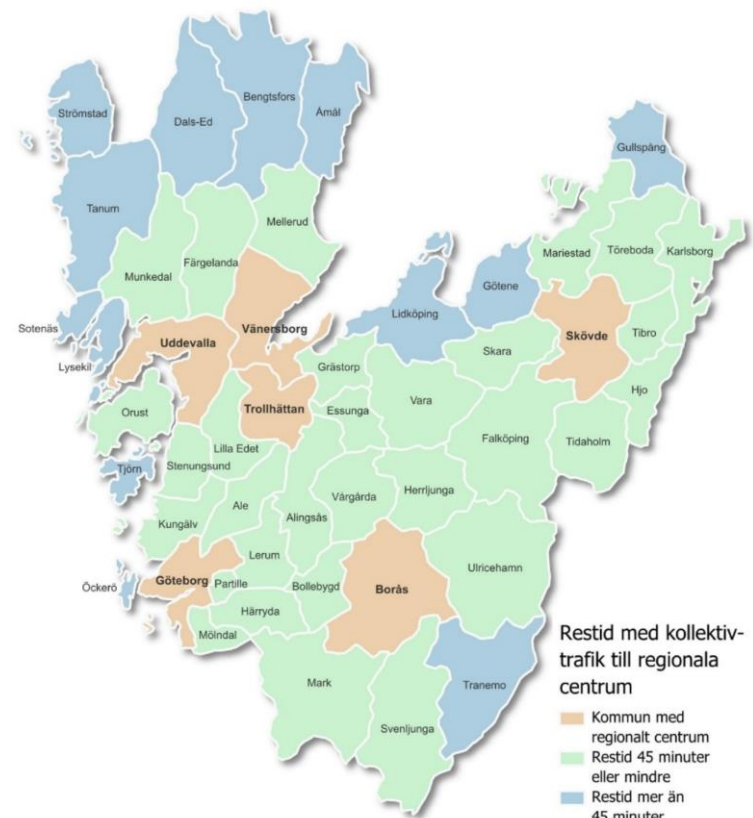 Strömstad
Dals-Ed
Bengtsfors
Åmål
Gullspång
Tanum
Mellerud
Munkedal
Färgelanda
Mariestad
Töreboda
Karlsborg
Götene
Lidköping
Sotenäs
Vänersborg
Uddevalla
Skövde
Tibro
Lysekil
Skara
Grästorp
Hjo
Orust
Trollhättan
Essunga
Vara
Falköping
Tidaholm
Lilla Edet
Tjörn
Stenungsund
Vårgårda
Herrljunga
Ale
Alingsås
Kungälv
Lerum
Ulricehamn
Göteborg
Öckerö
Partille
Bollebygd
Borås
Härryda
Mölndal
Mark
Tranemo
Svenljunga
Restid med kollektiv-
trafik till regionala
centrum
Kommun med
regionalt centrum
Restid 45 minuter
eller mindre
Restid mer än
45 minuter